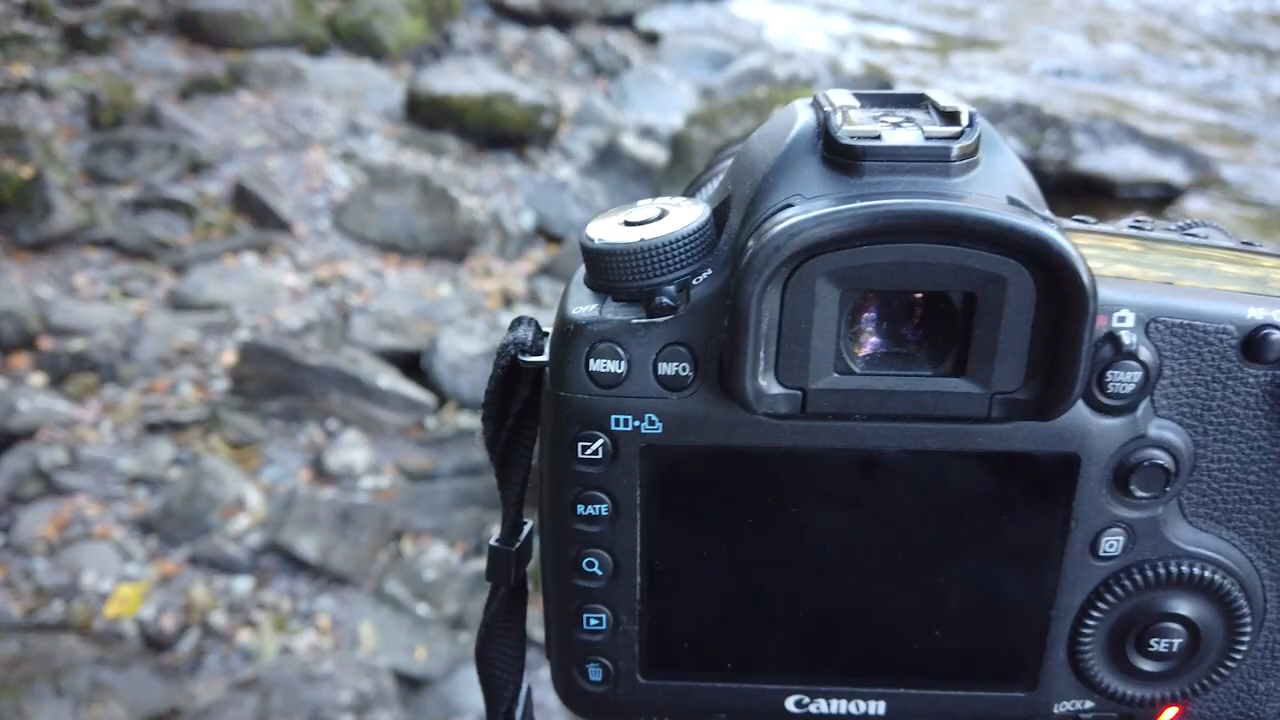 ON
OFF
MENU
INFO.
START/
STOP
RATE
Q
SET
Canon
LOCK